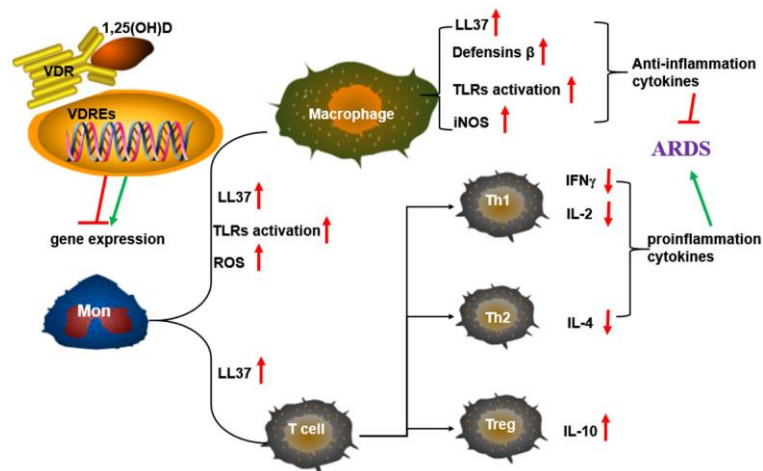 1,25(OH)D
VDR
VDREs
gene expression
Mon
LL37
TLRs activation
ROS
LL37
Macrophage
LL37
Defensins β
TLRs activation
iNOS
Anti-inflammation
cytokines
ARDS
proinflammation
cytokines
T cell
Th1
IFNγ
IL-2
Th2
IL-4
Treg
IL-10